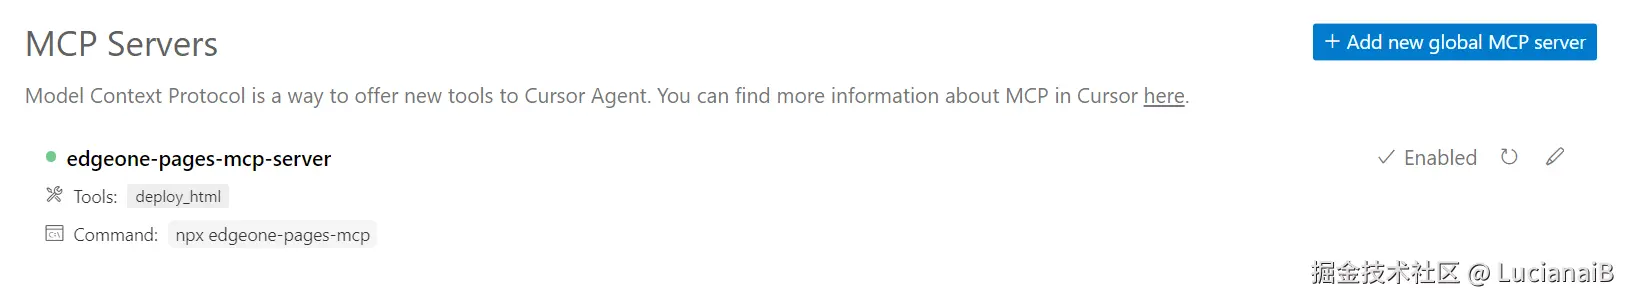 MCP Servers
+ Add new global MCP server
Model Context Protocol is a way to offer new tools to Cursor Agent. You can find more information about MCP in Cursor here.
edgeone-pages-mcp-server
Enabled
Tools: deploy_html
Command: npx edgeone-pages-mcp
掘金技术社区 @ LucianaiB